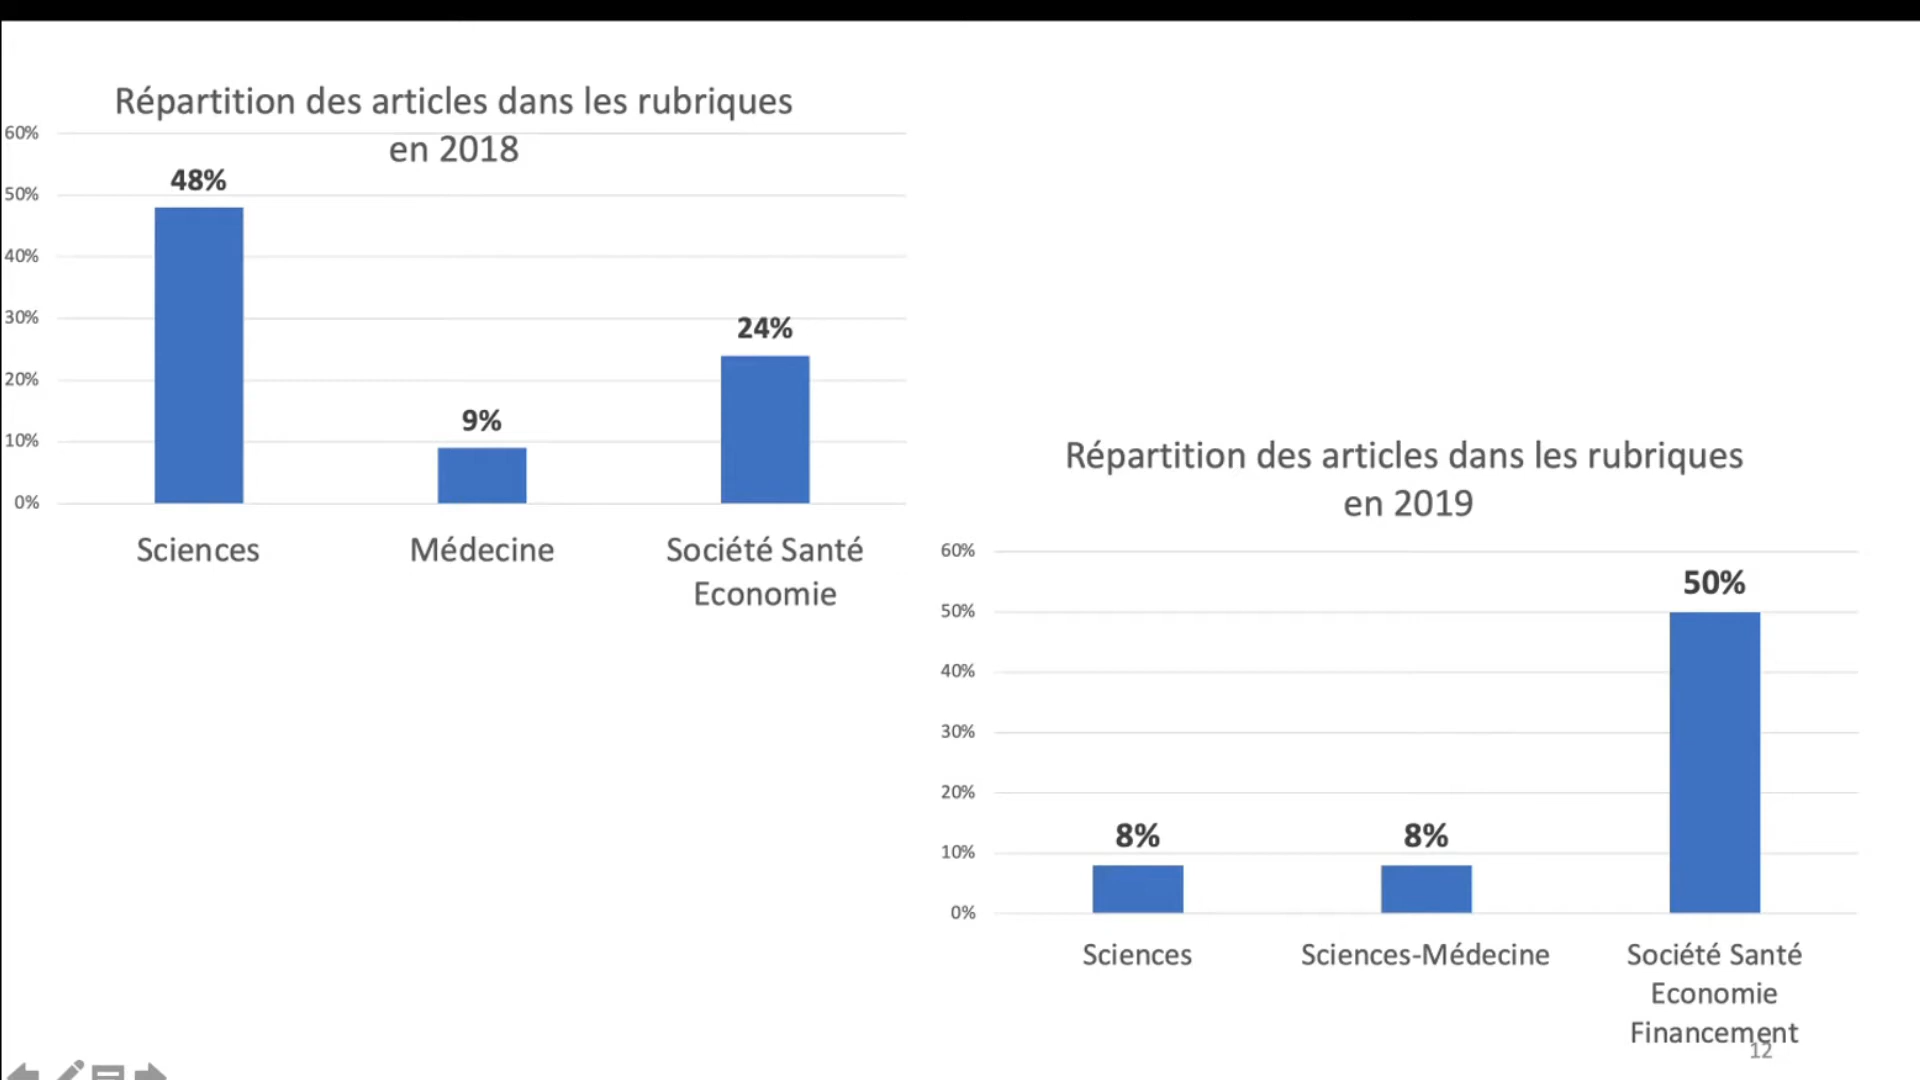 Répartition des articles dans les rubriques
en 2018
60%
50%
40%
30%
20%
10%
0%
48%
9%
24%
Sciences
Médecine
Société Santé
Economie
Répartition des articles dans les rubriques
en 2019
60%
50%
40%
30%
20%
10%
0%
8%
8%
50%
Sciences
Sciences-Médecine
Société Santé
Economie
Financement
12